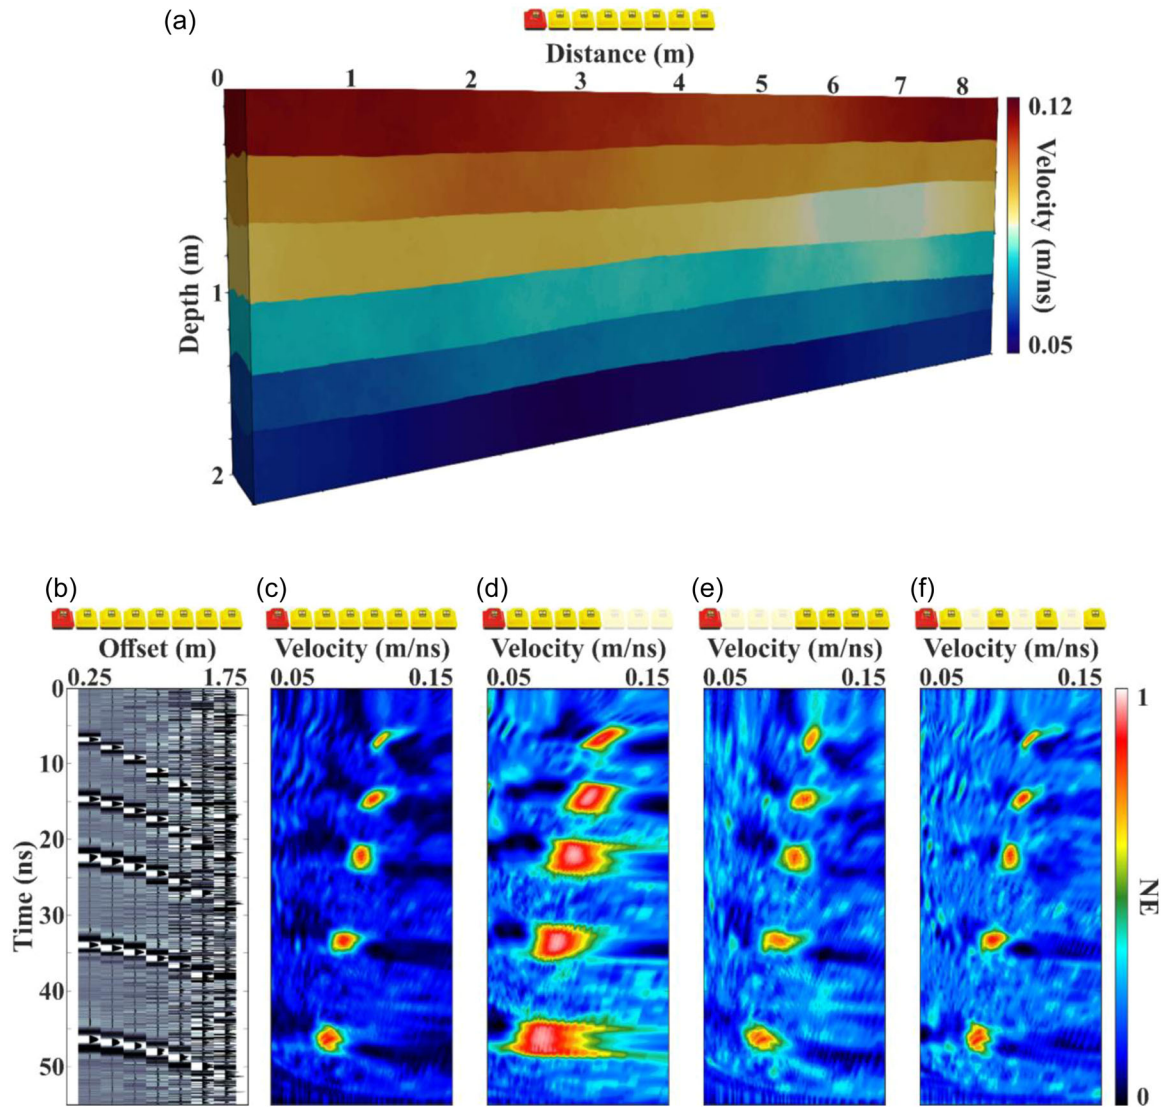 (a)
Distance (m)
0 1 2 3 4 5 6 7 8
Depth (m)
1
2
0.12
Velocity (m/ns)
0.05
(b) (c) (d) (e) (f)
Offset (m) Velocity (m/ns) Velocity (m/ns) Velocity (m/ns) Velocity (m/ns)
0.25 1.75 0.05 0.15 0.05 0.15 0.05 0.15 0.05 0.15
Time (ns)
0
10
20
30
40
50
1
NE
0